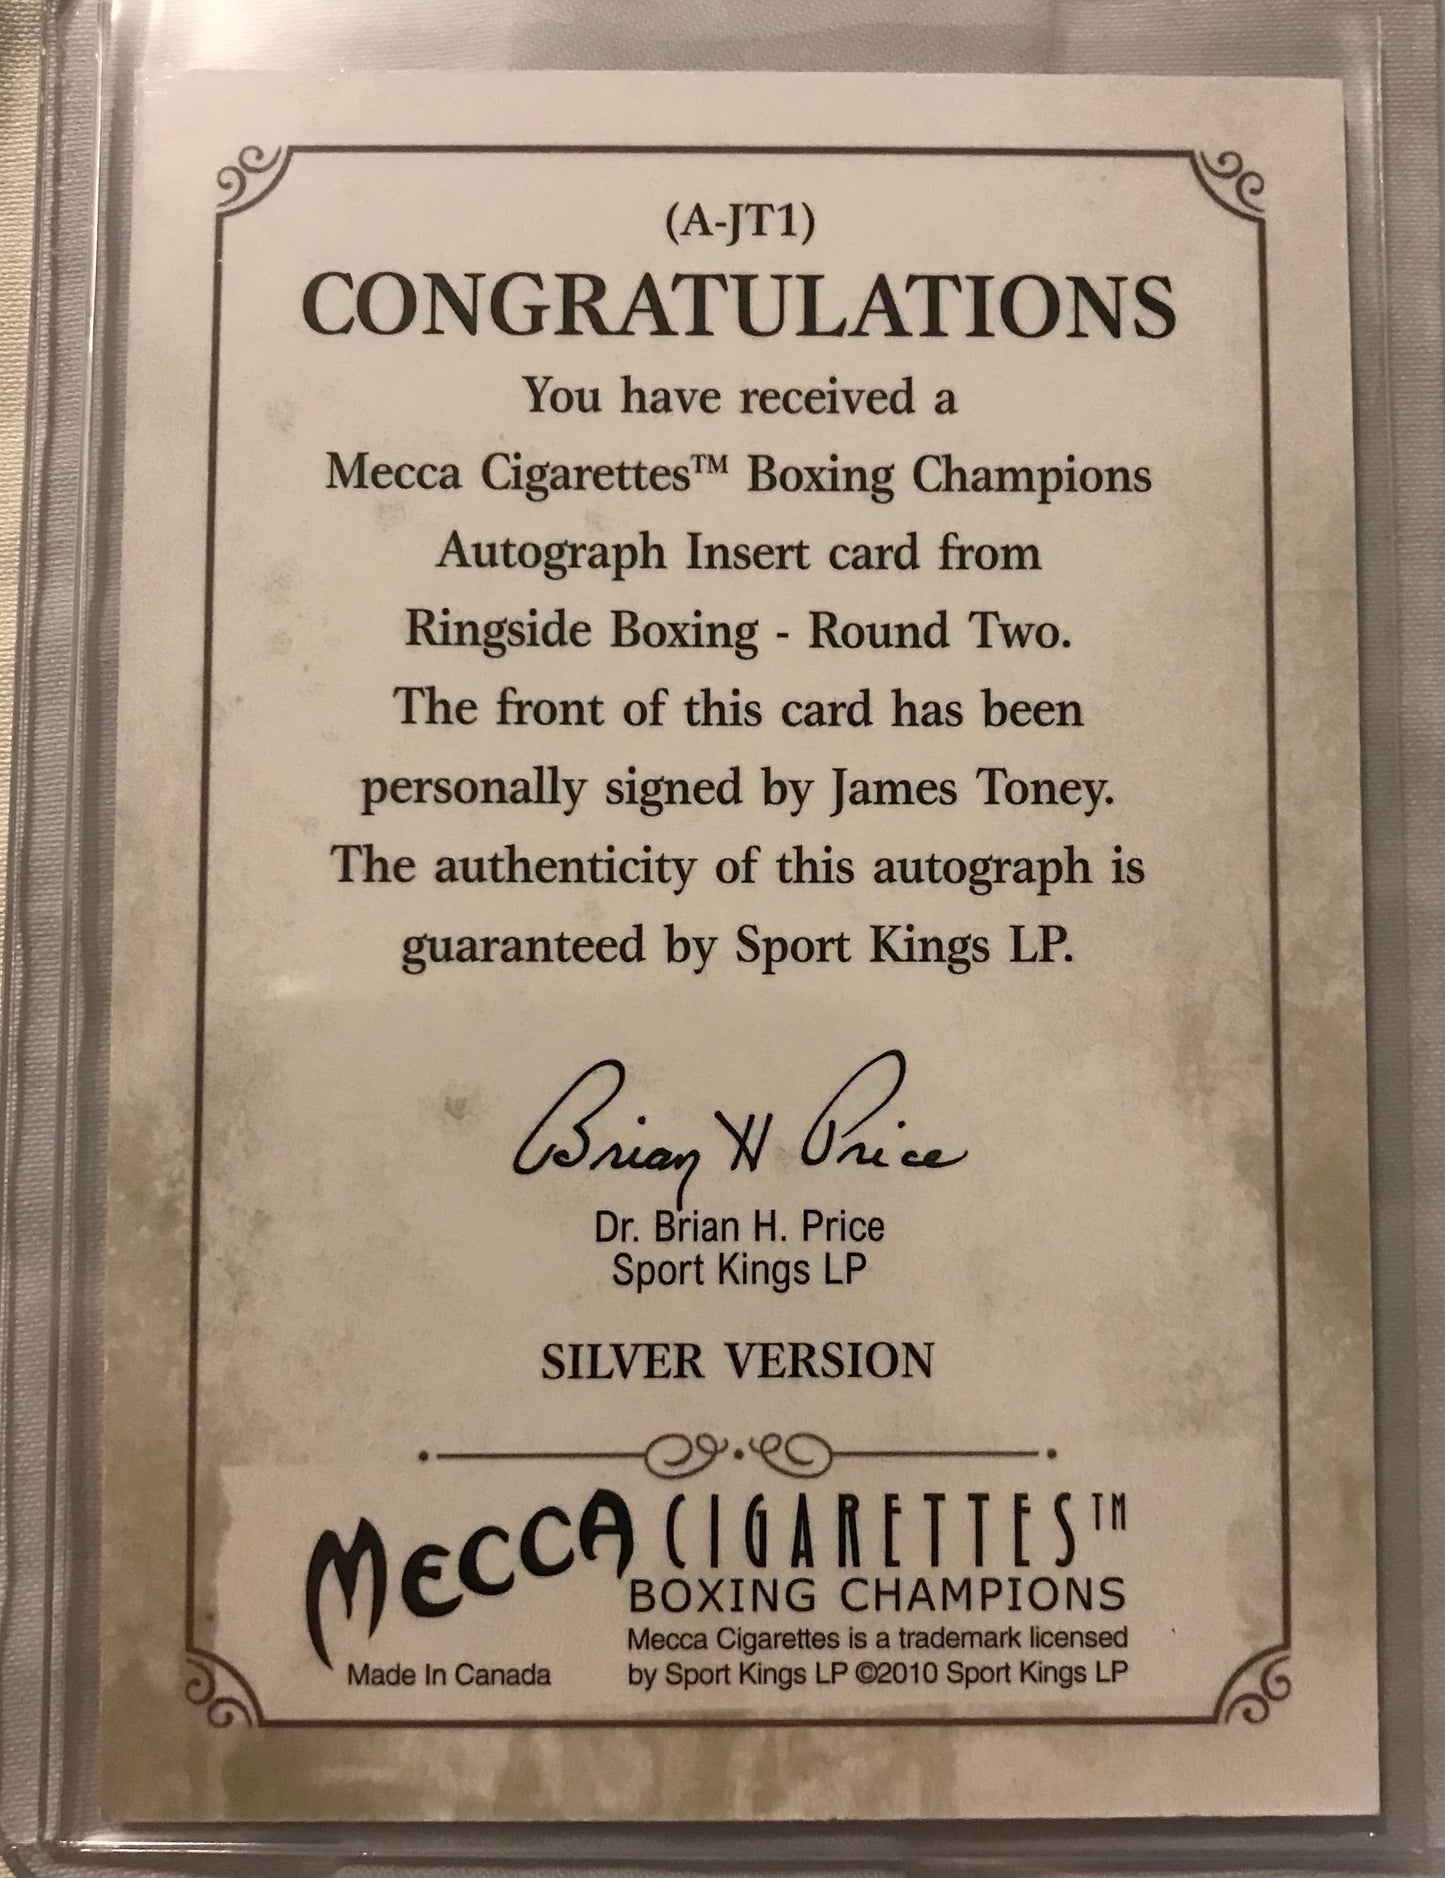 (A-JT1)
CONGRATULATIONS
You have received a
Mecca Cigarettes™ Boxing Champions
Autograph Insert card from
Ringside Boxing - Round Two.
The front of this card has been
personally signed by James Toney.
The authenticity of this autograph is
guaranteed by Sport Kings LP.
Brian H Price
Dr. Brian H. Price
Sport Kings LP
SILVER VERSION
MECCA CIGARETTES™
BOXING CHAMPIONS
Mecca Cigarettes is a trademark licensed
Made In Canada by Sport Kings LP ©2010 Sport Kings LP